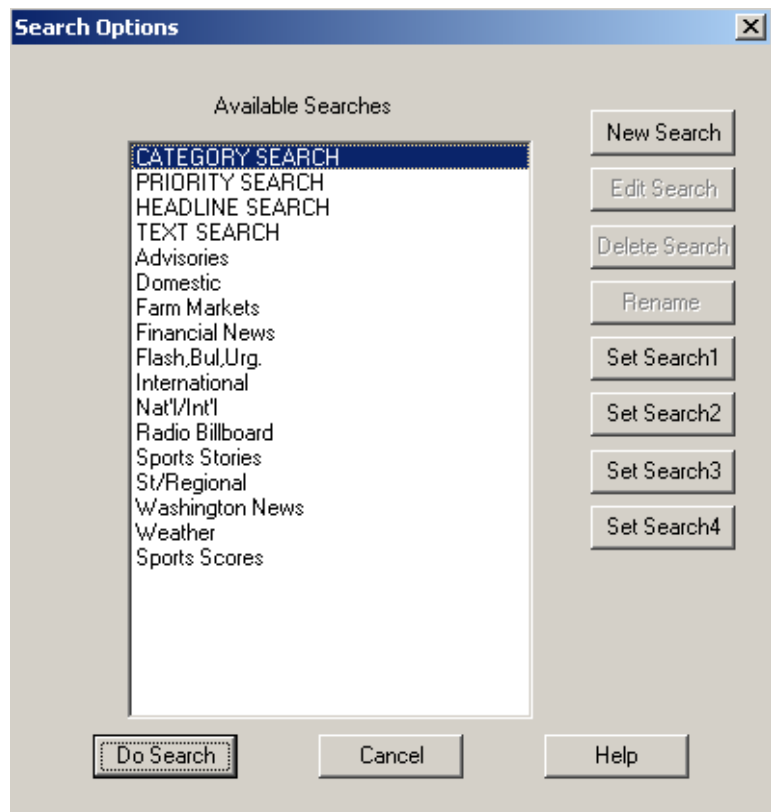 Search Options
Available Searches
CATEGORY SEARCH
PRIORITY SEARCH
HEADLINE SEARCH
TEXT SEARCH
Advisories
Domestic
Farm Markets
Financial News
Flash,Bul,Urg.
International
Nat'l/Int'l
Radio Billboard
Sports Stories
St/Regional
Washington News
Weather
Sports Scores
New Search
Edit Search
Delete Search
Rename
Set Search1
Set Search2
Set Search3
Set Search4
Do Search
Cancel
Help